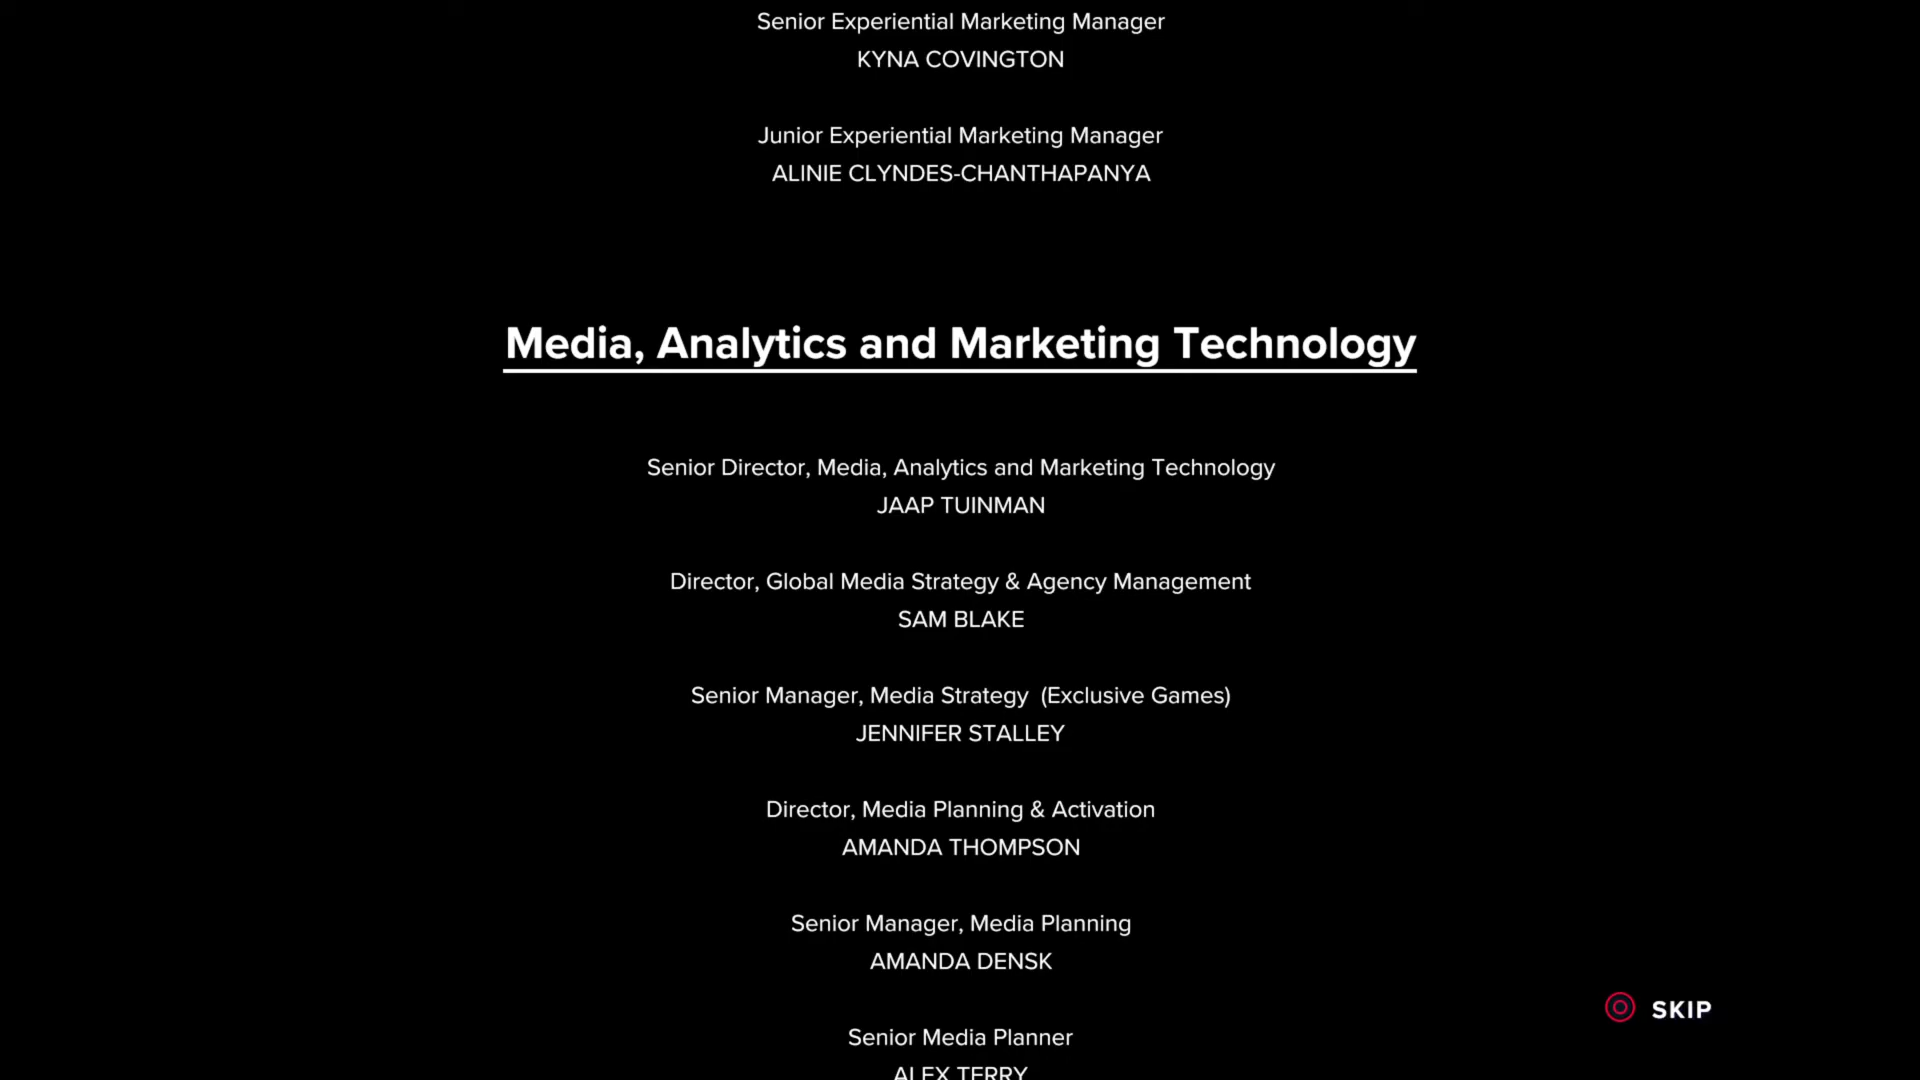 Senior Experiential Marketing Manager
KYNA COVINGTON
Junior Experiential Marketing Manager
ALINIE CLYNDES-CHANTHAPANYA
Media, Analytics and Marketing Technology
Senior Director, Media, Analytics and Marketing Technology
JAAP TUINMAN
Director, Global Media Strategy & Agency Management
SAM BLAKE
Senior Manager, Media Strategy  (Exclusive Games)
JENNIFER STALLEY
Director, Media Planning & Activation
AMANDA THOMPSON
Senior Manager, Media Planning
AMANDA DENSK
SKIP
Senior Media Planner
ALEX TERRY